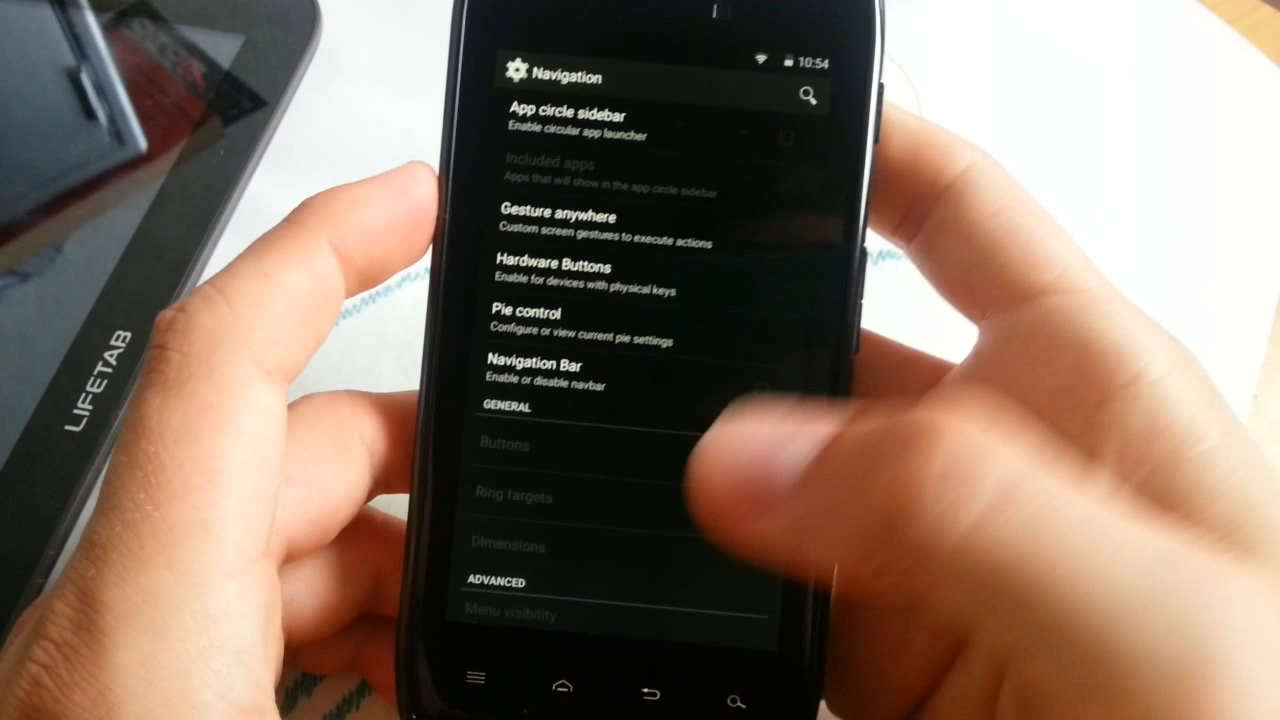 10:54
Navigation
App circle sidebar
Enable circular app launcher
Included apps
Apps that will show in the app circle sidebar
Gesture anywhere
Custom screen gestures to execute actions
Hardware Buttons
Enable for devices with physical keys
Pie control
Configure or view current pie settings
Navigation Bar
Enable or disable navbar
GENERAL
Buttons
Ring targets
Dimensions
ADVANCED
Menu visibility
LIFETAB